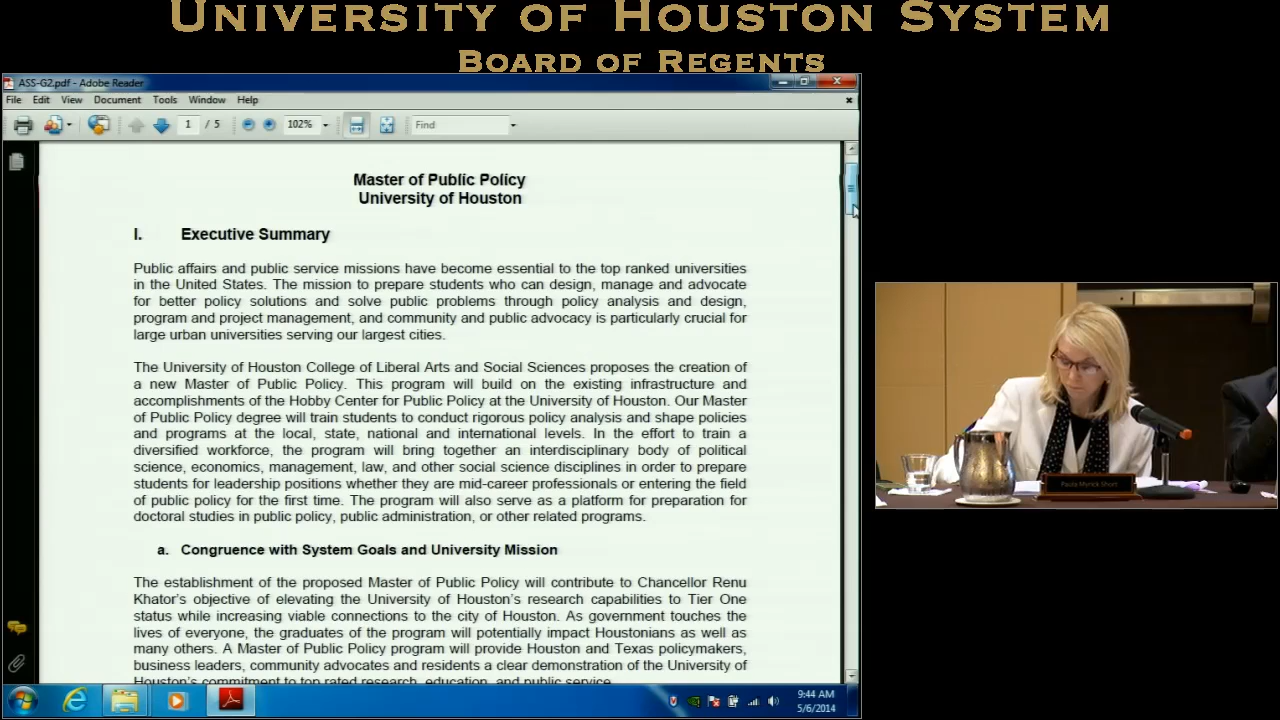 University of Houston System
Board of Regents
ASS-G2.pdf - Adobe Reader
File Edit View Document Tools Window Help
1 / 5 102% Find
Master of Public Policy
University of Houston
I. Executive Summary
Public affairs and public service missions have become essential to the top ranked universities
in the United States. The mission to prepare students who can design, manage and advocate
for better policy solutions and solve public problems through policy analysis and design,
program and project management, and community and public advocacy is particularly crucial for
large urban universities serving our largest cities.
The University of Houston College of Liberal Arts and Social Sciences proposes the creation of
a new Master of Public Policy. This program will build on the existing infrastructure and
accomplishments of the Hobby Center for Public Policy at the University of Houston. Our Master
of Public Policy degree will train students to conduct rigorous policy analysis and shape policies
and programs at the local, state, national and international levels. In the effort to train a
diversified workforce, the program will bring together an interdisciplinary body of political
science, economics, management, law, and other social science disciplines in order to prepare
students for leadership positions whether they are mid-career professionals or entering the field
of public policy for the first time. The program will also serve as a platform for preparation for
doctoral studies in public policy, public administration, or other related programs.
a. Congruence with System Goals and University Mission
The establishment of the proposed Master of Public Policy will contribute to Chancellor Renu
Khator's objective of elevating the University of Houston's research capabilities to Tier One
status while increasing viable connections to the city of Houston. As government touches the
lives of everyone, the graduates of the program will potentially impact Houstonians as well as
many others. A Master of Public Policy program will provide Houston and Texas policymakers,
business leaders, community advocates and residents a clear demonstration of the University of
Houston's commitment to top rated research, education, and public service.
Paula Myrick Short
9:44 AM
5/6/2014